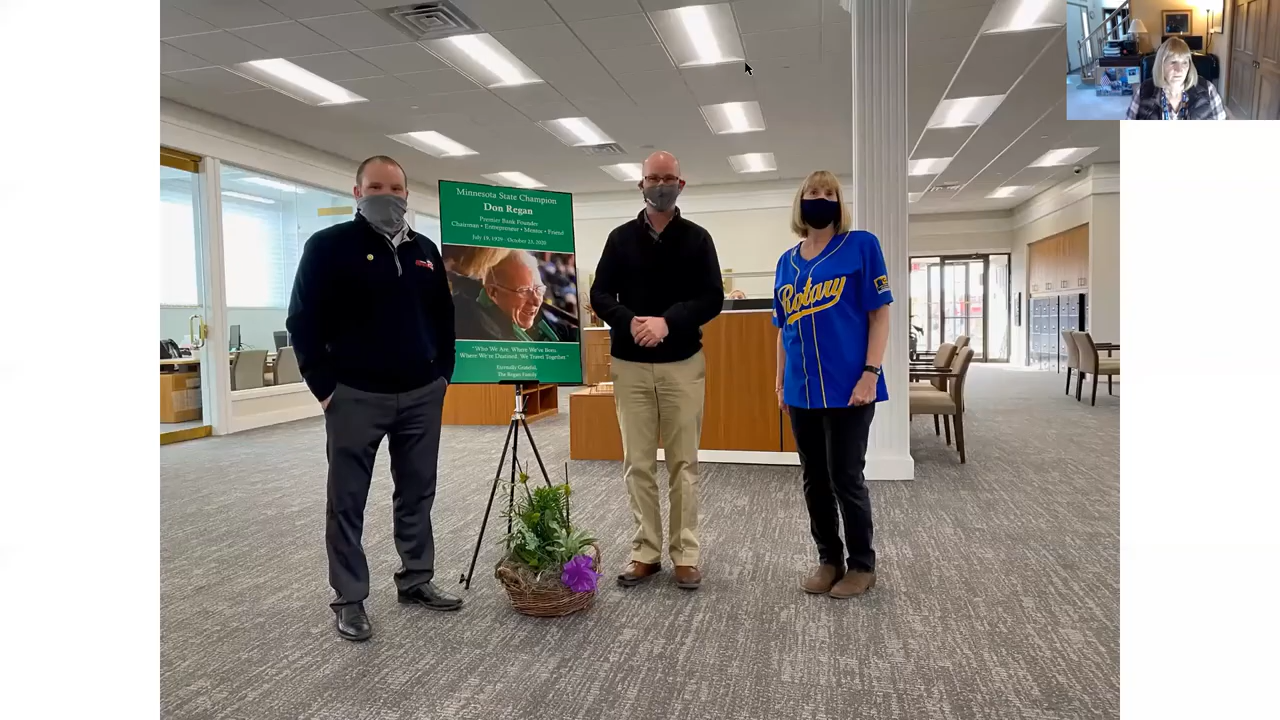 Minnesota State Champion
Don Regan
Premier Bank Founder
Chairman • Entrepreneur • Mentor • Friend
July 19, 1929 - October 23, 2020
"Who We Are, Where We've Been,
Where We're Destined, We Travel Together"
Eternally Grateful,
The Regan Family
Rotary